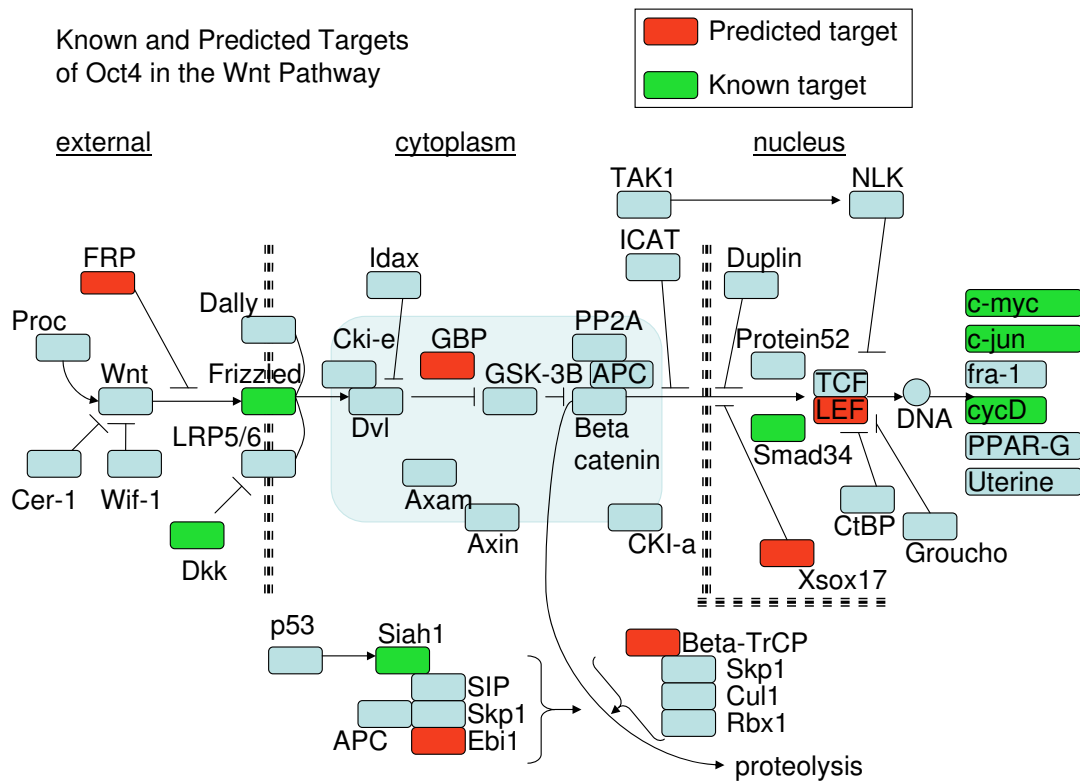 Known and Predicted Targets
of Oct4 in the Wnt Pathway
Predicted target
Known target
external
cytoplasm
nucleus
TAK1
NLK
FRP
Idax
ICAT
Duplin
Dally
Proc
Cki-e
GBP
PP2A
Protein52
c-myc
c-jun
Wnt
Frizzled
GSK-3B
APC
TCF
fra-1
LEF
DNA
cycD
LRP5/6
Dvl
Beta
catenin
Smad34
PPAR-G
Uterine
Cer-1
Wif-1
Axam
CtBP
Axin
CKI-a
Groucho
Dkk
Xsox17
p53
Siah1
Beta-TrCP
SIP
Skp1
Skp1
Cul1
APC
Ebi1
Rbx1
proteolysis